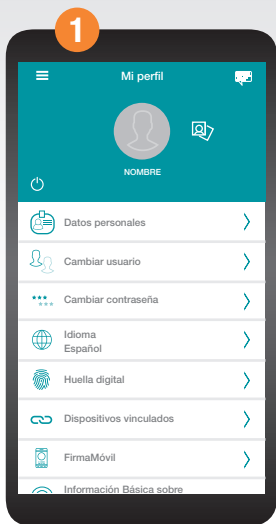 1
Mi perfil
NOMBRE
Datos personales
Cambiar usuario
Cambiar contraseña
Idioma
Español
Huella digital
Dispositivos vinculados
FirmaMóvil
Información Básica sobre